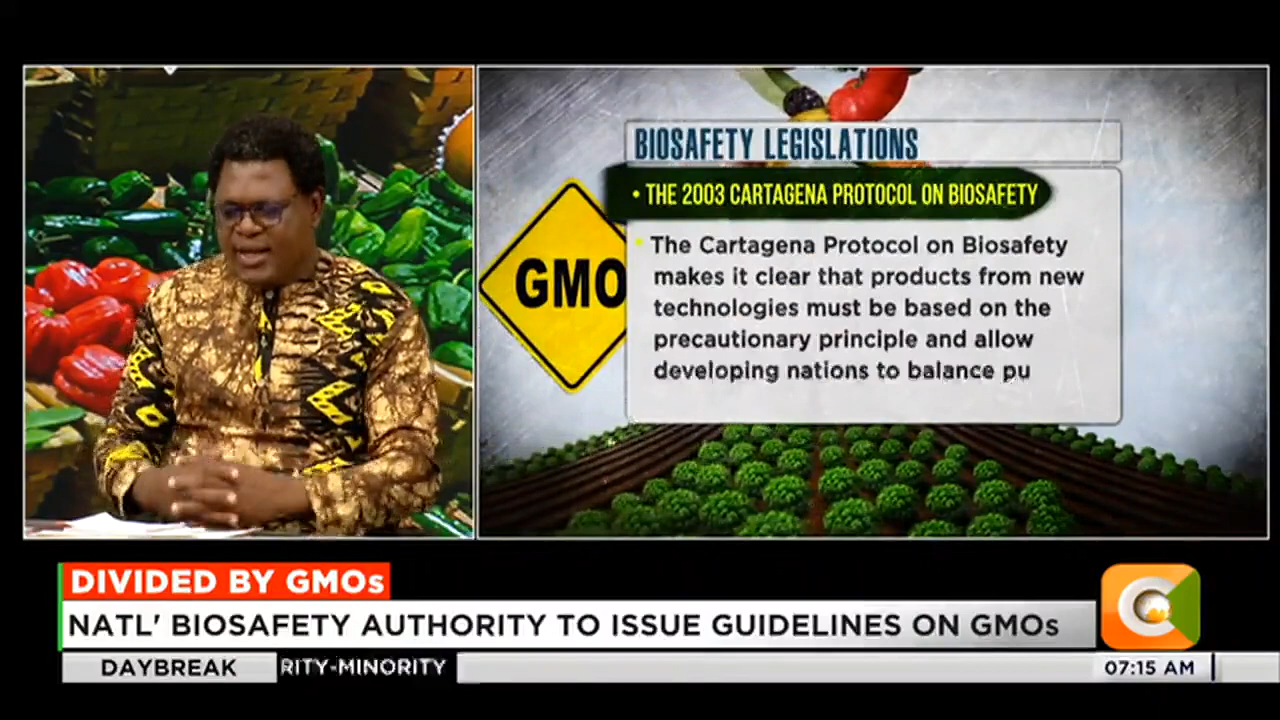 BIOSAFETY LEGISLATIONS
• THE 2003 CARTAGENA PROTOCOL ON BIOSAFETY
GMO
• The Cartagena Protocol on Biosafety
makes it clear that products from new
technologies must be based on the
precautionary principle and allow
developing nations to balance pu
DIVIDED BY GMOs
NATL' BIOSAFETY AUTHORITY TO ISSUE GUIDELINES ON GMOs
DAYBREAK
RITY-MINORITY
07:15 AM